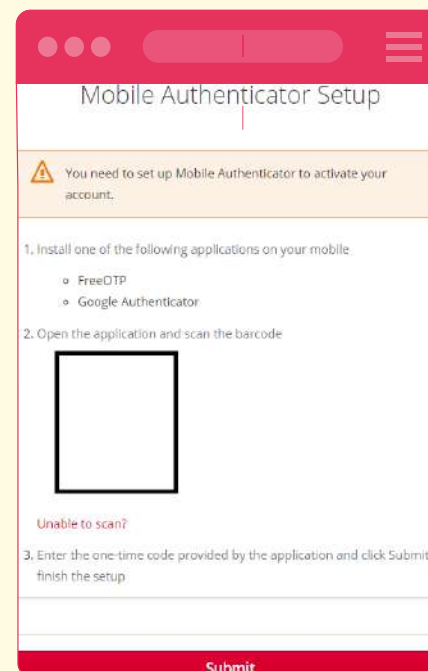 Mobile Authenticator Setup
You need to set up Mobile Authenticator to activate your
account.
1. Install one of the following applications on your mobile
FreeOTP
Google Authenticator
2. Open the application and scan the barcode
Unable to scan?
3. Enter the one-time code provided by the application and click Submit
finish the setup
Submit